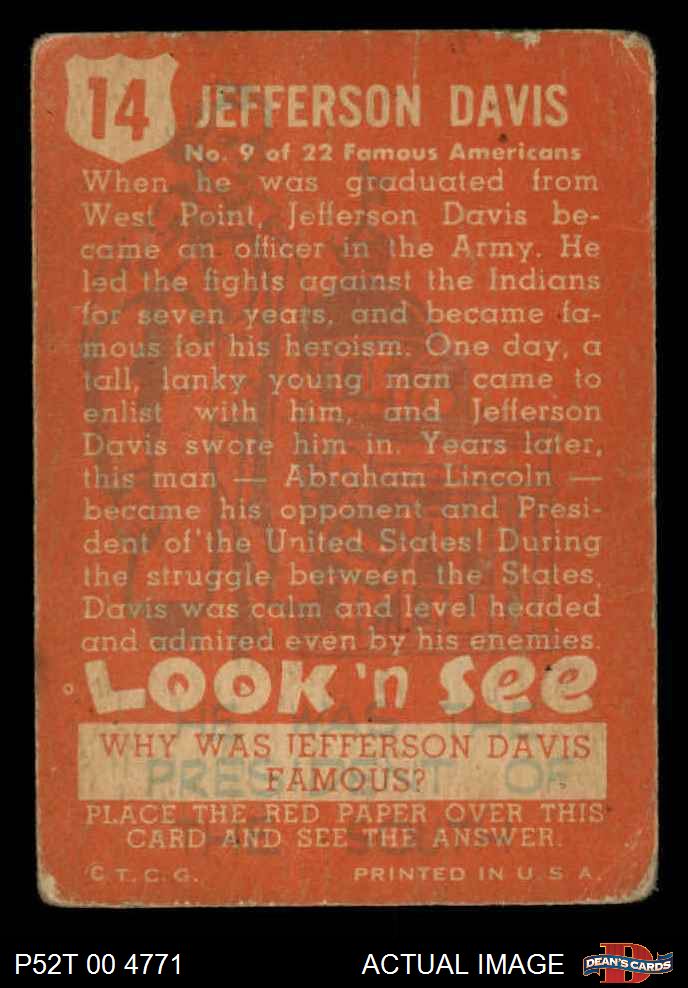 14
JEFFERSON DAVIS
No. 9 of 22 Famous Americans
When he was graduated from
West Point, Jefferson Davis be-
came an officer in the Army. He
led the fights against the Indians
for seven years, and became fa-
mous for his heroism. One day, a
tall, lanky young man came to
enlist with him, and Jefferson
Davis swore him in. Years later,
this man — Abraham Lincoln —
became his opponent and Presi-
dent of the United States! During
the struggle between the States,
Davis was calm and level headed
and admired even by his enemies.
LOOK 'n SEE
HE WAS THE
WHY WAS JEFFERSON DAVIS
PRESIDENT OF
FAMOUS?
PLACE THE RED PAPER OVER THIS
CARD AND SEE THE ANSWER.
© T. C. G. PRINTED IN U. S. A.
P52T 00 4771 ACTUAL IMAGE DEAN'S CARDS